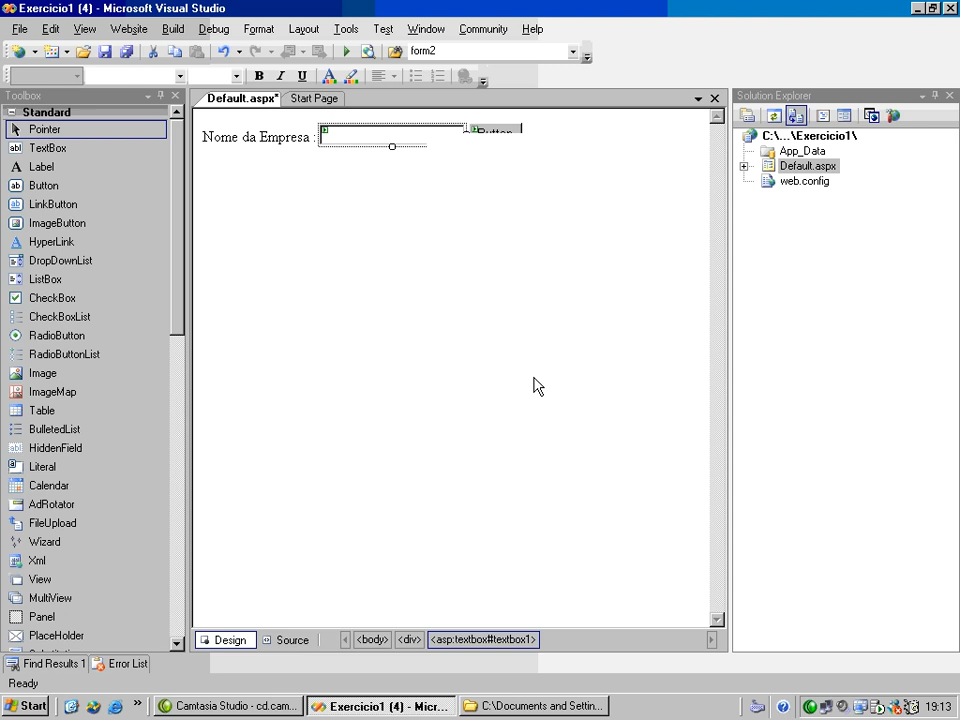 Exercicio1 (4) - Microsoft Visual Studio
File Edit View Website Build Debug Format Layout Tools Test Window Community Help
form2
B I U A
Toolbox
Default.aspx* Start Page
Solution Explorer
Standard
Pointer
TextBox
Label
Button
LinkButton
ImageButton
HyperLink
DropDownList
ListBox
CheckBox
CheckBoxList
RadioButton
RadioButtonList
Image
ImageMap
Table
BulletedList
HiddenField
Literal
Calendar
AdRotator
FileUpload
Wizard
Xml
View
MultiView
Panel
PlaceHolder
Nome da Empresa :
Button
C:\...\Exercicio1\
App_Data
Default.aspx
web.config
Design Source <body> <div> <asp:textbox#textbox1>
Find Results 1 Error List
Ready
Start » Camtasia Studio - cd.cam... Exercicio1 (4) - Micr... C:\Documents and Settin... 19:13